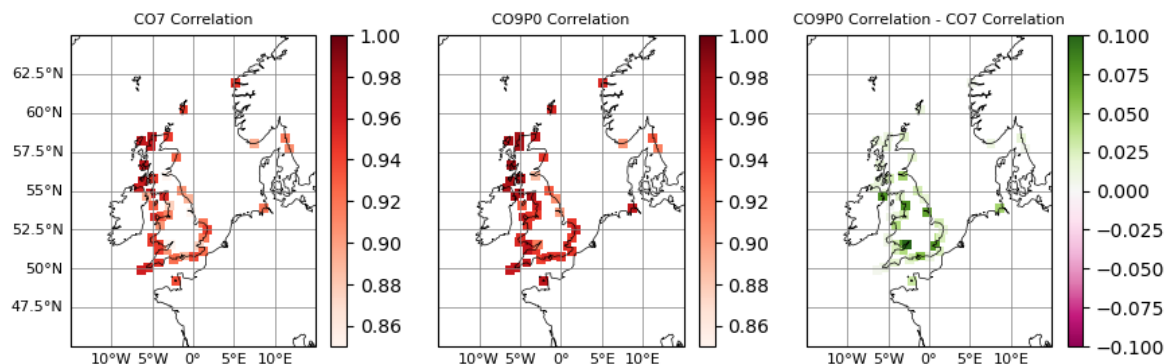 CO7 Correlation
62.5°N
60°N
57.5°N
55°N
52.5°N
50°N
47.5°N
10°W 5°W 0°E 5°E 10°E
1.00
0.98
0.96
0.94
0.92
0.90
0.88
0.86
CO9P0 Correlation
10°W 5°W 0°E 5°E 10°E
1.00
0.98
0.96
0.94
0.92
0.90
0.88
0.86
CO9P0 Correlation - CO7 Correlation
10°W 5°W 0°E 5°E 10°E
0.100
0.075
0.050
0.025
0.000
−0.025
−0.050
−0.075
−0.100